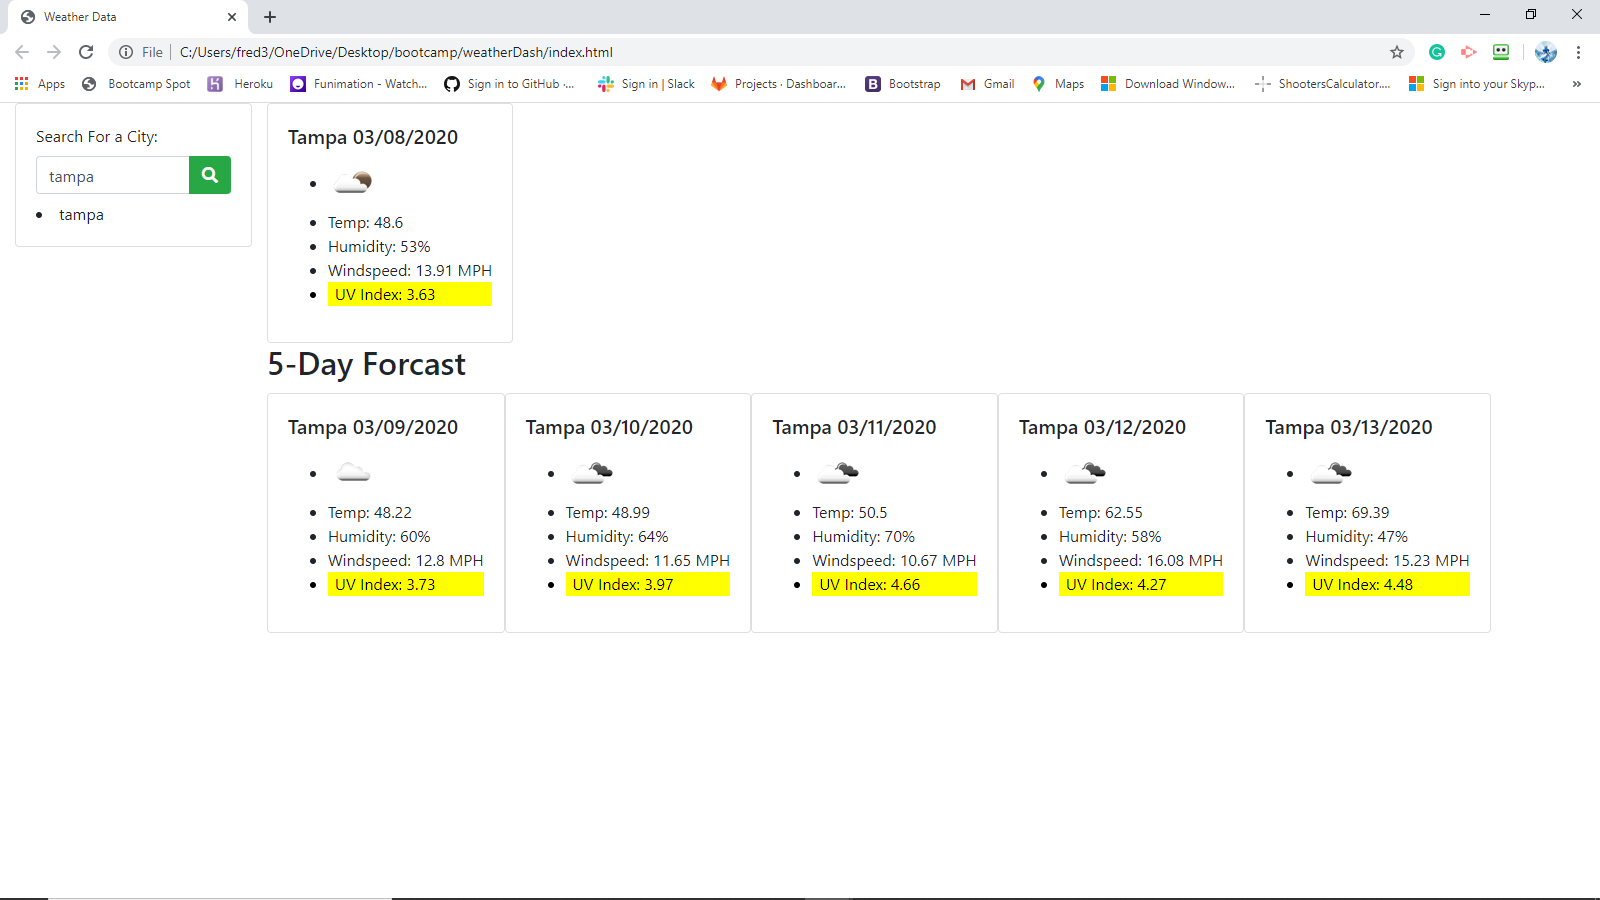 Weather Data
File C:/Users/fred3/OneDrive/Desktop/bootcamp/weatherDash/index.html
Apps Bootcamp Spot Heroku Funimation - Watch... Sign in to GitHub ·... Sign in | Slack Projects · Dashboar... Bootstrap Gmail Maps Download Window... ShootersCalculator.... Sign into your Skyp... »
Search For a City:
tampa
tampa
Tampa 03/08/2020
Temp: 48.6
Humidity: 53%
Windspeed: 13.91 MPH
UV Index: 3.63
5-Day Forcast
Tampa 03/09/2020
Temp: 48.22
Humidity: 60%
Windspeed: 12.8 MPH
UV Index: 3.73
Tampa 03/10/2020
Temp: 48.99
Humidity: 64%
Windspeed: 11.65 MPH
UV Index: 3.97
Tampa 03/11/2020
Temp: 50.5
Humidity: 70%
Windspeed: 10.67 MPH
UV Index: 4.66
Tampa 03/12/2020
Temp: 62.55
Humidity: 58%
Windspeed: 16.08 MPH
UV Index: 4.27
Tampa 03/13/2020
Temp: 69.39
Humidity: 47%
Windspeed: 15.23 MPH
UV Index: 4.48